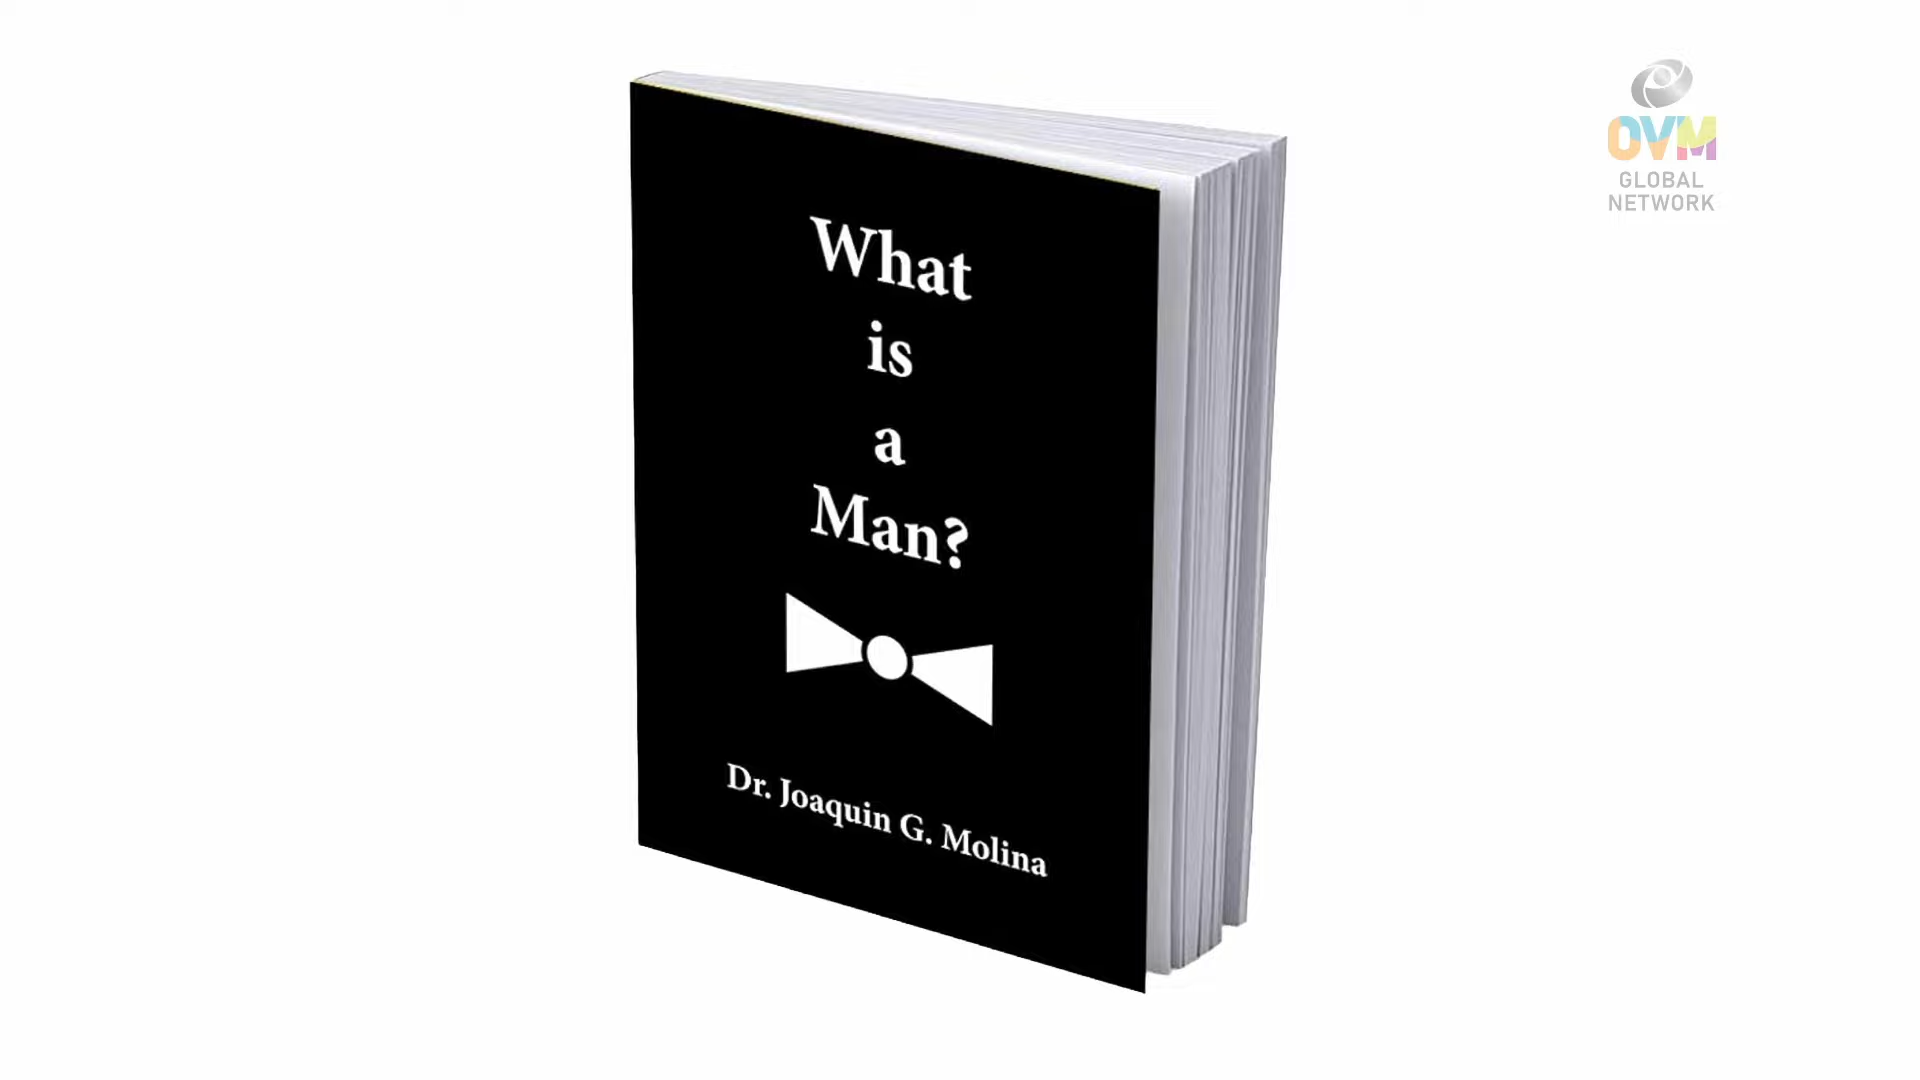 What
is
a
Man?
Dr. Joaquin G. Molina
OVM
GLOBAL
NETWORK